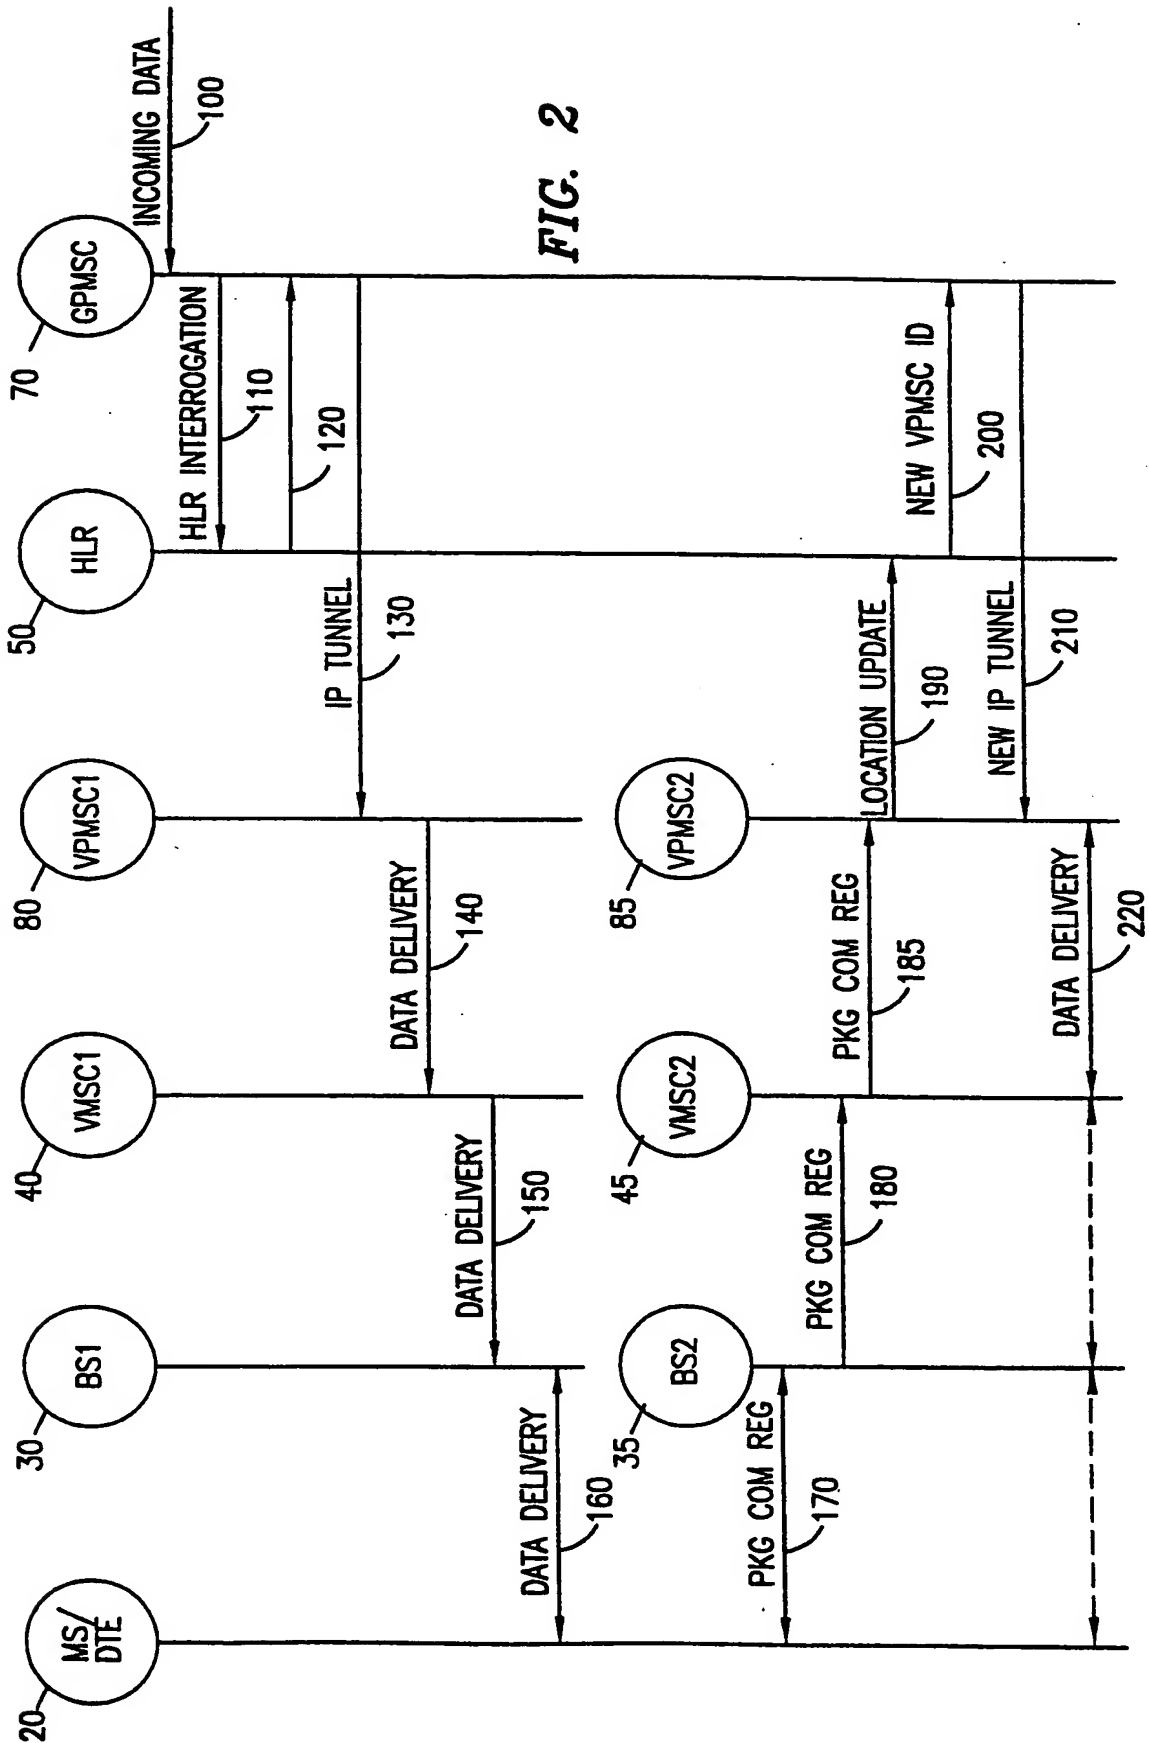 20
MS/
DTE
30
BS1
40
VMSC1
80
VPMSC1
50
HLR
70
GPMSC
INCOMING DATA
100
HLR INTERROGATION
110
120
IP TUNNEL
130
DATA DELIVERY
140
DATA DELIVERY
150
DATA DELIVERY
160
FIG. 2
35
BS2
45
VMSC2
85
VPMSC2
PKG COM REG
170
PKG COM REG
180
PKG COM REG
185
LOCATION UPDATE
190
NEW VPMSC ID
200
NEW IP TUNNEL
210
DATA DELIVERY
220